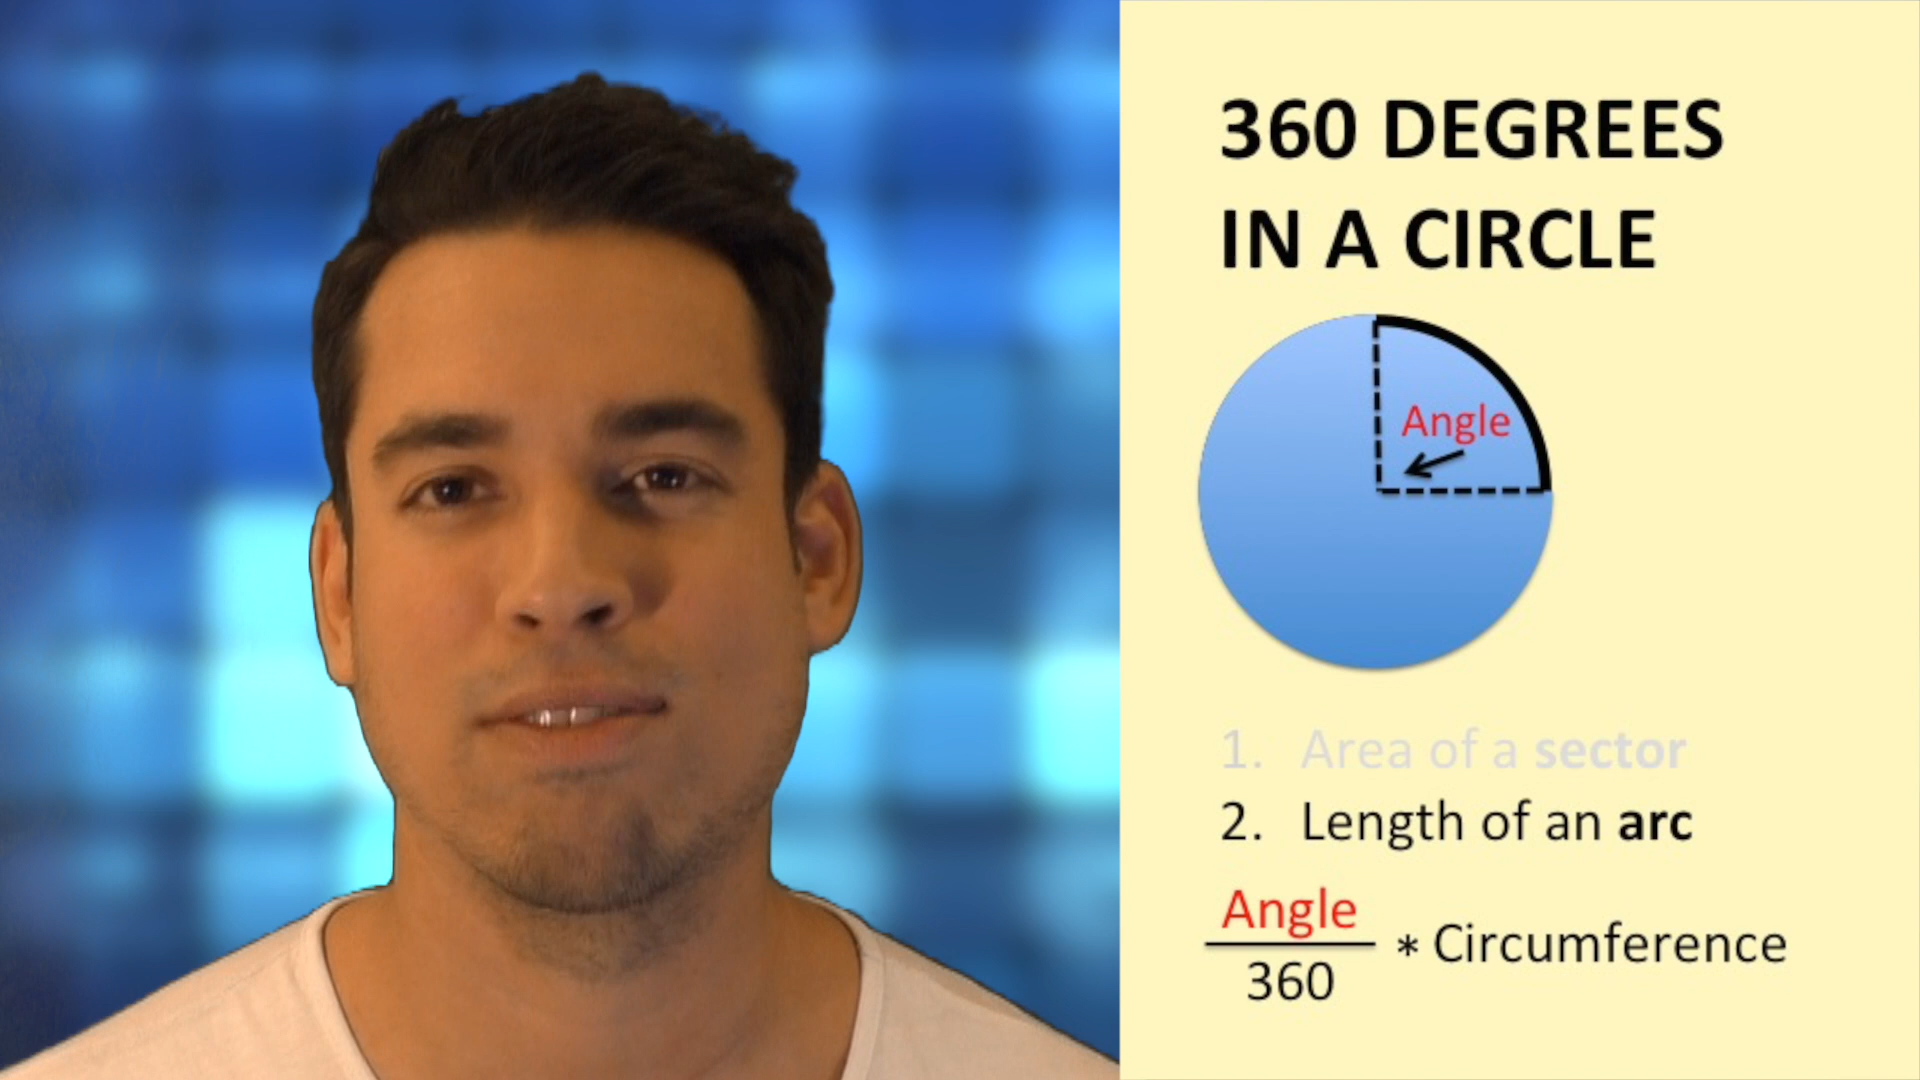 360 DEGREES
IN A CIRCLE
Angle
1. Area of a sector
2. Length of an arc
Angle
360
* Circumference